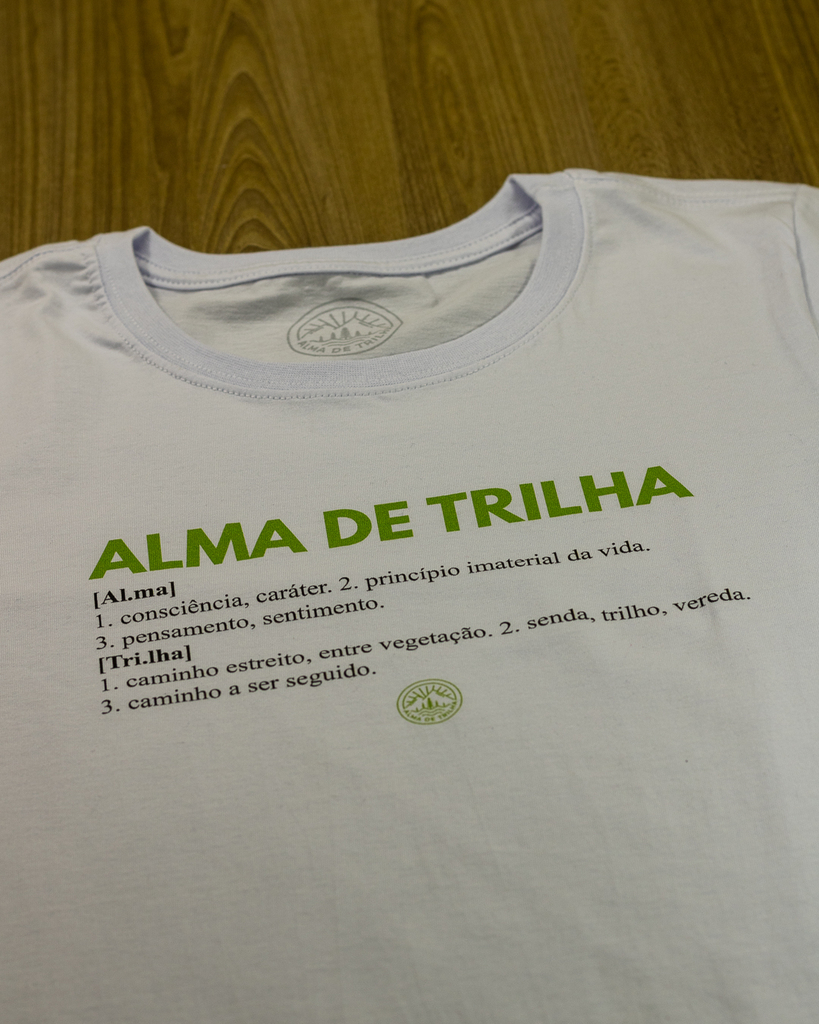 ALMA DE TRILHA
ALMA DE TRILHA
[Al.ma]
1. consciência, caráter. 2. princípio imaterial da vida.
3. pensamento, sentimento.
[Tri.lha]
1. caminho estreito, entre vegetação. 2. senda, trilho, vereda.
3. caminho a ser seguido.
ALMA DE TRILHA